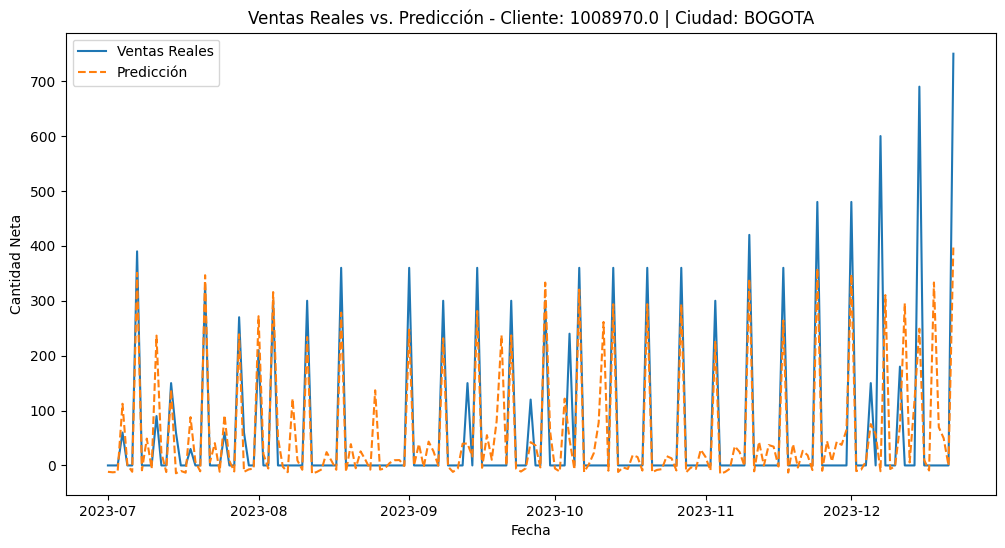 Ventas Reales vs. Predicción - Cliente: 1008970.0 | Ciudad: BOGOTA
Ventas Reales
Predicción
Cantidad Neta
700
600
500
400
300
200
100
0
2023-07 2023-08 2023-09 2023-10 2023-11 2023-12
Fecha